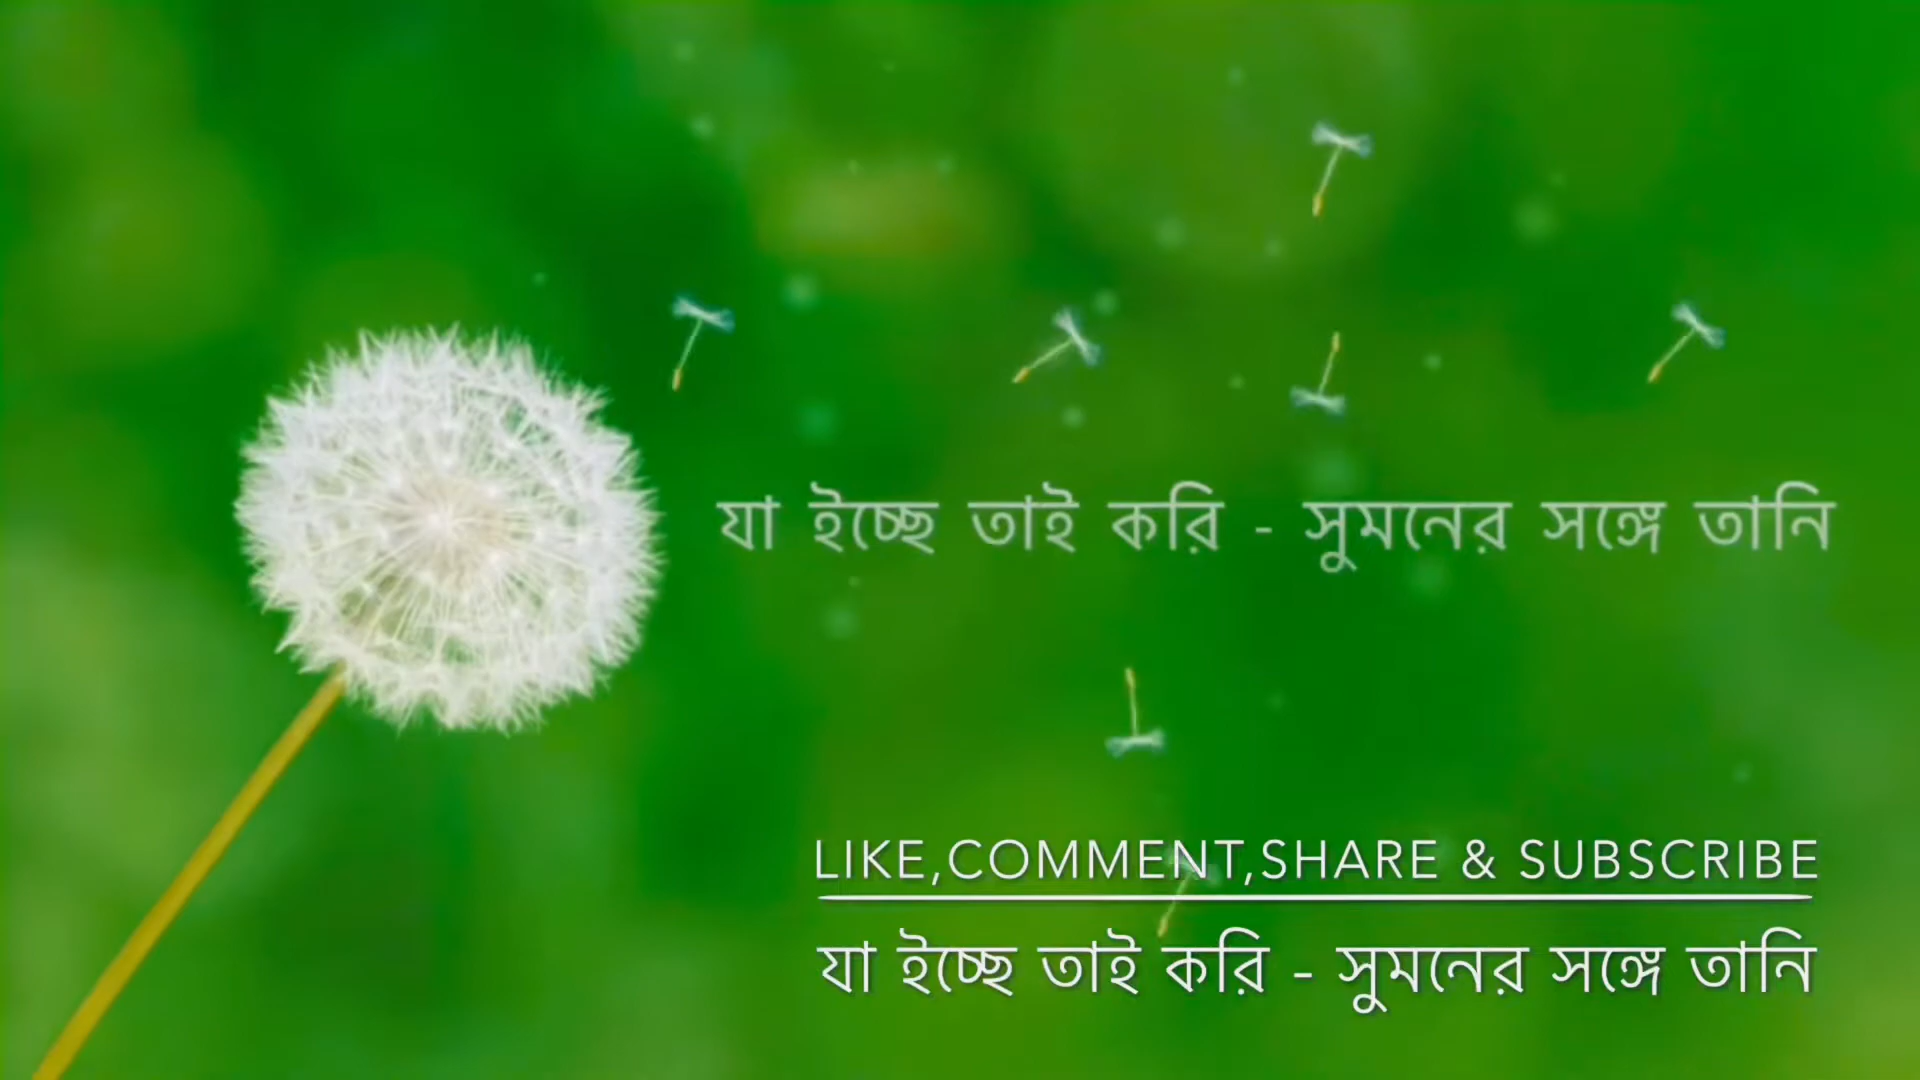 যা ইচ্ছে তাই করি - সুমনের সঙ্গে তানি
LIKE,COMMENT,SHARE & SUBSCRIBE
যা ইচ্ছে তাই করি - সুমনের সঙ্গে তানি